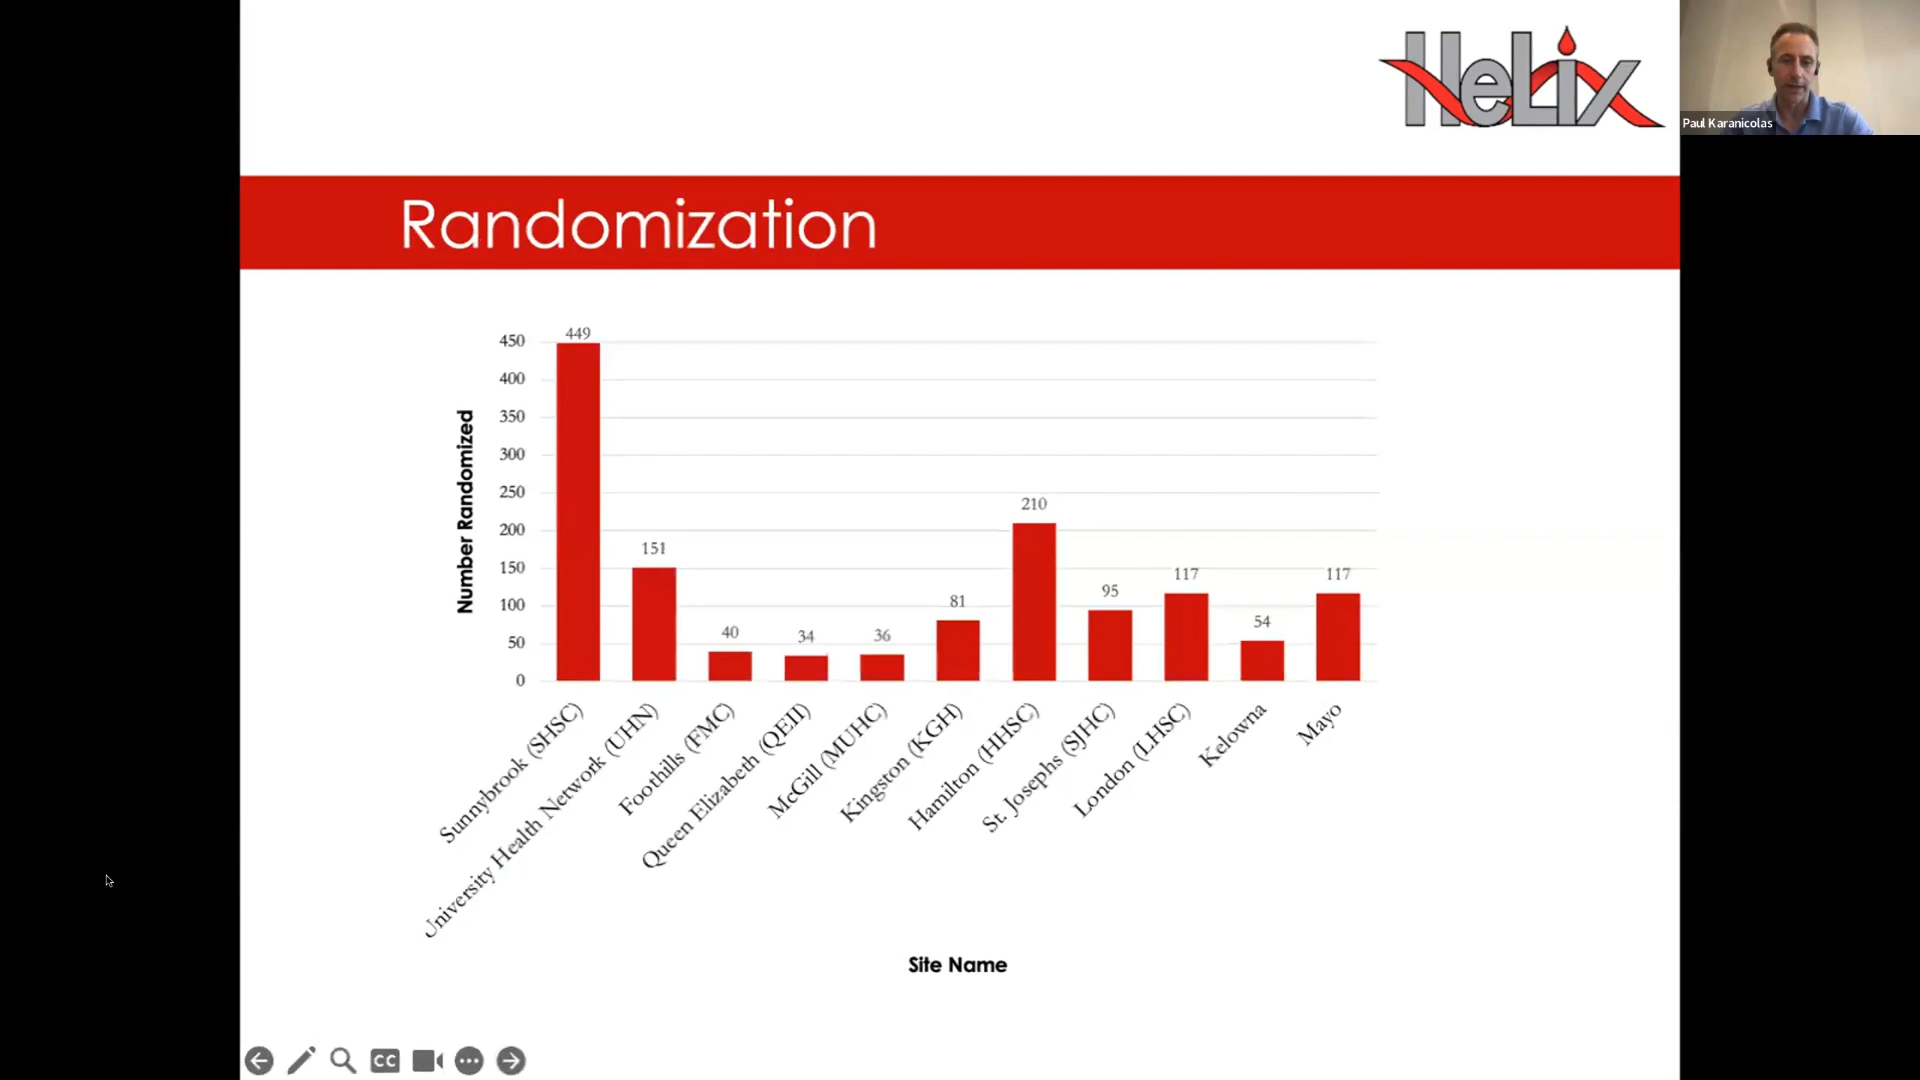 HeLix
Paul Karanicolas
Randomization
Number Randomized
450
400
350
300
250
200
150
100
50
0
449
151
40
34
36
81
210
95
117
54
117
Sunnybrook (SHSC)
University Health Network (UHN)
Foothills (FMC)
Queen Elizabeth (QEII)
McGill (MUHC)
Kingston (KGH)
Hamilton (HHSC)
St. Josephs (SJHC)
London (LHSC)
Kelowna
Mayo
Site Name
CC